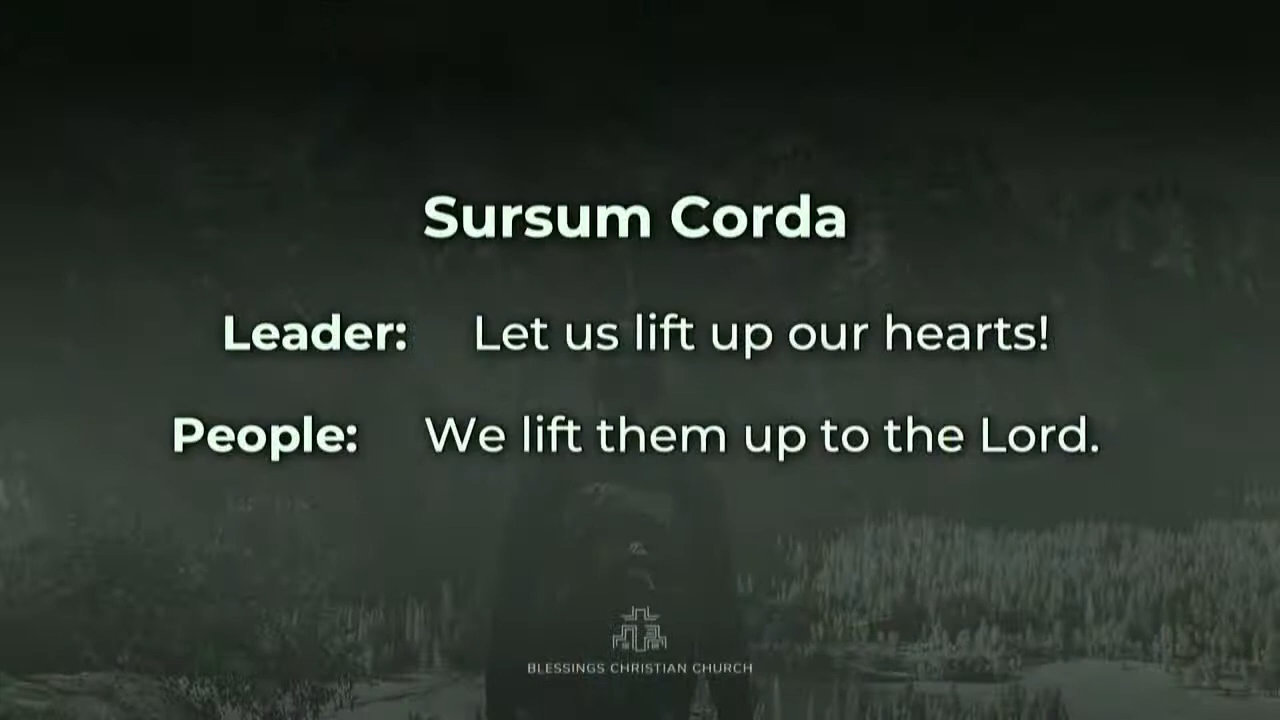 Sursum Corda
Leader: Let us lift up our hearts!
People: We lift them up to the Lord.
BLESSINGS CHRISTIAN CHURCH